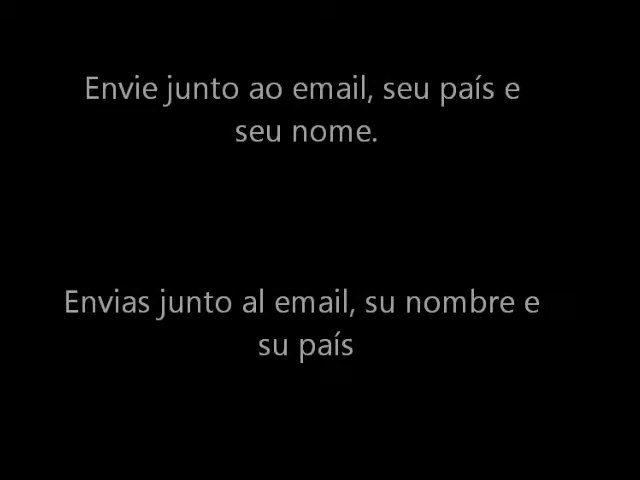 Envie junto ao email, seu país e
seu nome.
Envias junto al email, su nombre e
su país